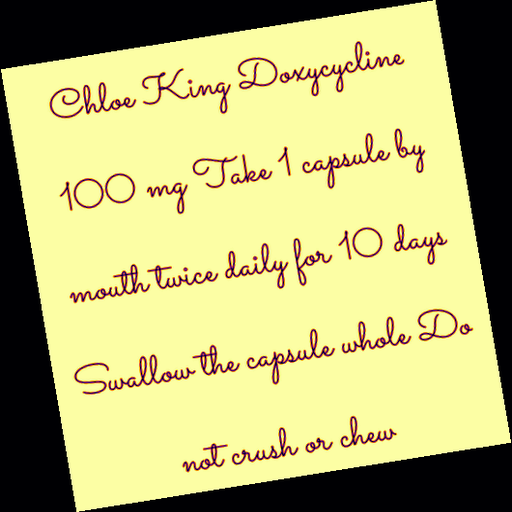 Chloe King Doxycycline
100 mg Take 1 capsule by
mouth twice daily for 10 days
Swallow the capsule whole Do
not crush or chew